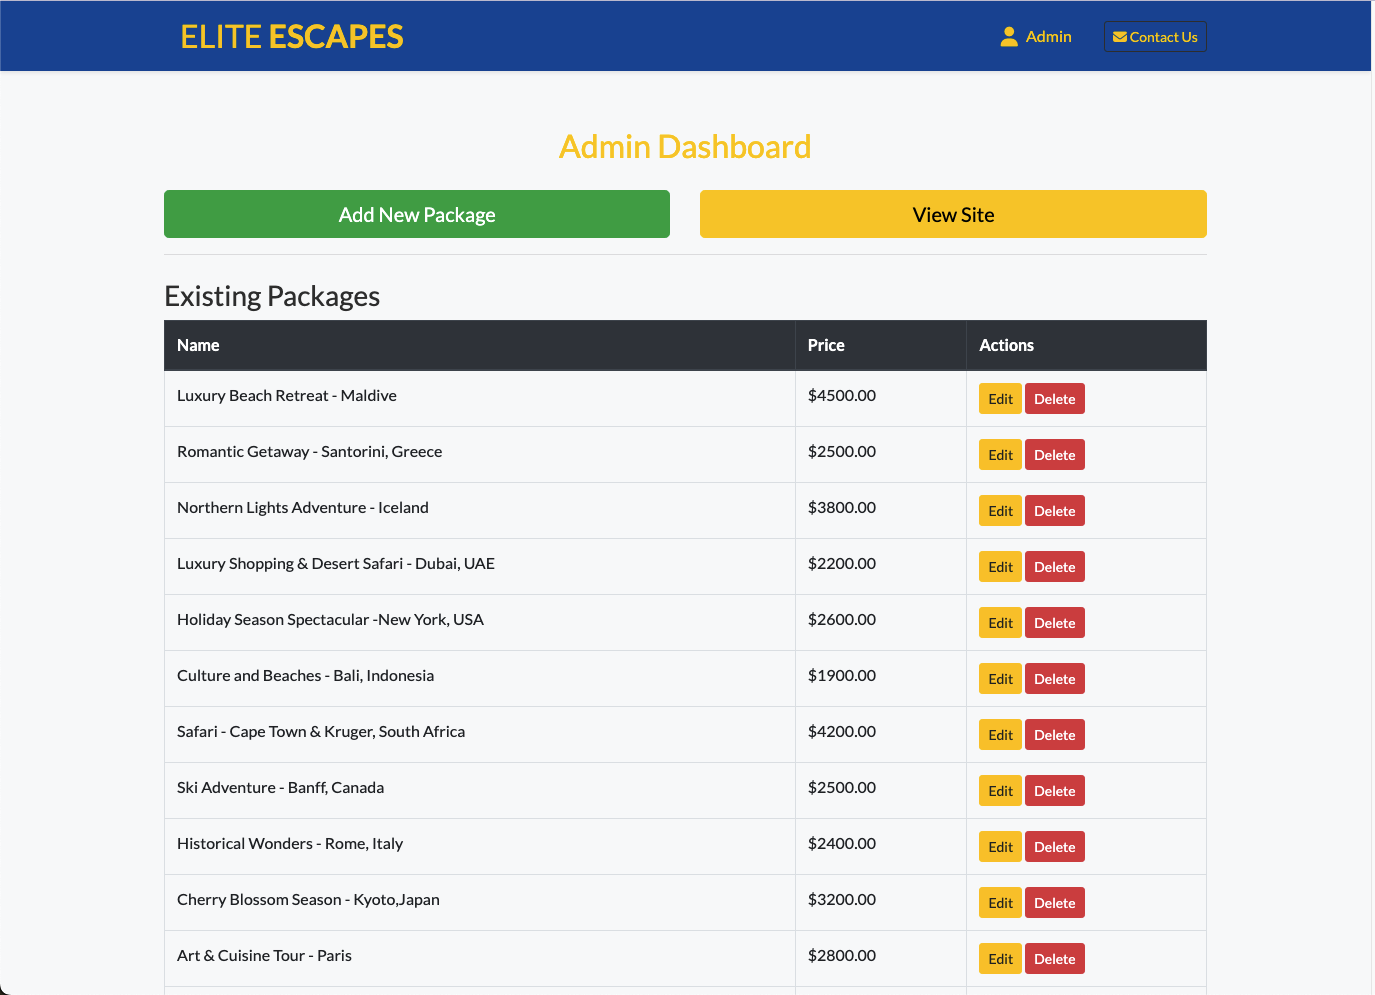 ELITE ESCAPES
Admin
Contact Us
Admin Dashboard
Add New Package
View Site
Existing Packages
Name Price Actions
Luxury Beach Retreat - Maldive $4500.00 Edit Delete
Romantic Getaway - Santorini, Greece $2500.00 Edit Delete
Northern Lights Adventure - Iceland $3800.00 Edit Delete
Luxury Shopping & Desert Safari - Dubai, UAE $2200.00 Edit Delete
Holiday Season Spectacular -New York, USA $2600.00 Edit Delete
Culture and Beaches - Bali, Indonesia $1900.00 Edit Delete
Safari - Cape Town & Kruger, South Africa $4200.00 Edit Delete
Ski Adventure - Banff, Canada $2500.00 Edit Delete
Historical Wonders - Rome, Italy $2400.00 Edit Delete
Cherry Blossom Season - Kyoto,Japan $3200.00 Edit Delete
Art & Cuisine Tour - Paris $2800.00 Edit Delete